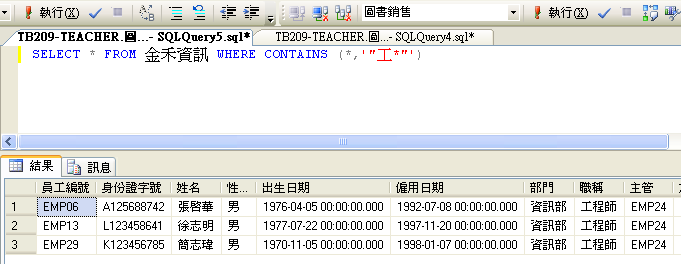 執行(X) 圖書銷售 執行(X)
TB209-TEACHER.圖...- SQLQuery5.sql* TB209-TEACHER.圖...- SQLQuery4.sql*
SELECT * FROM 金禾資訊 WHERE CONTAINS (*,'"工*"')
結果 訊息
員工編號 身份證字號 姓名 性... 出生日期 僱用日期 部門 職稱 主管
1 EMP06 A125688742 張啓華 男 1976-04-05 00:00:00.000 1992-07-08 00:00:00.000 資訊部 工程師 EMP24
2 EMP13 L123458641 徐志明 男 1977-07-22 00:00:00.000 1997-11-20 00:00:00.000 資訊部 工程師 EMP24
3 EMP29 K123456785 簡志瑋 男 1970-11-05 00:00:00.000 1998-01-07 00:00:00.000 資訊部 工程師 EMP24